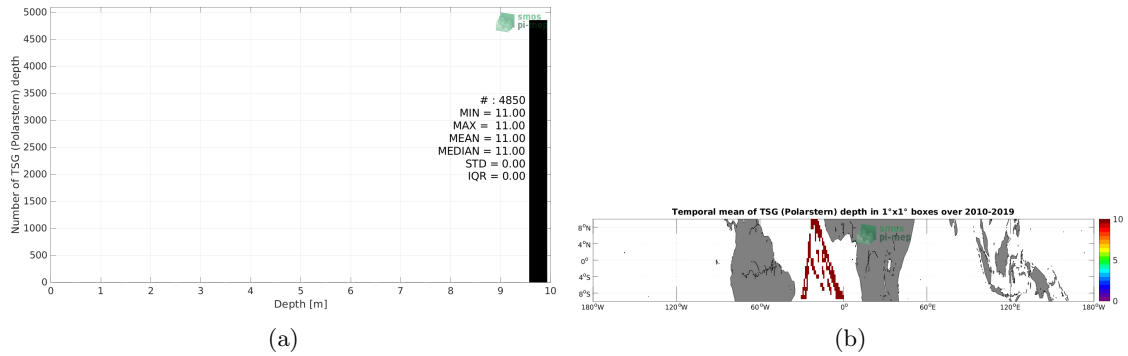 5000
4500
4000
3500
3000
2500
2000
1500
1000
500
0
Number of TSG (Polarstern) depth
smos
pi-mep
# : 4850
MIN = 11.00
MAX = 11.00
MEAN = 11.00
MEDIAN = 11.00
STD = 0.00
IQR = 0.00
0 1 2 3 4 5 6 7 8 9 10
Depth [m]
(a)
Temporal mean of TSG (Polarstern) depth in 1°x1° boxes over 2010-2019
smos
pi-mep
8°N
4°N
0°
4°S
8°S
180°W 120°W 60°W 0° 60°E 120°E 180°W
10
5
0
(b)